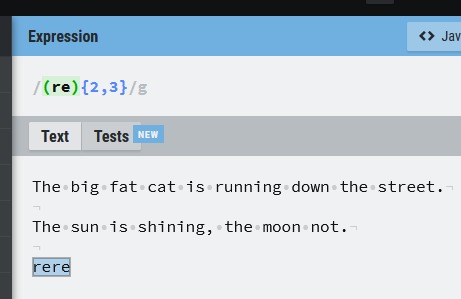 Expression
<> Jav
/(re){2,3}/g
Text Tests NEW
The·big·fat·cat·is·running·down·the·street.¬
¬
The·sun·is·shining,·the·moon·not.¬
¬
rere